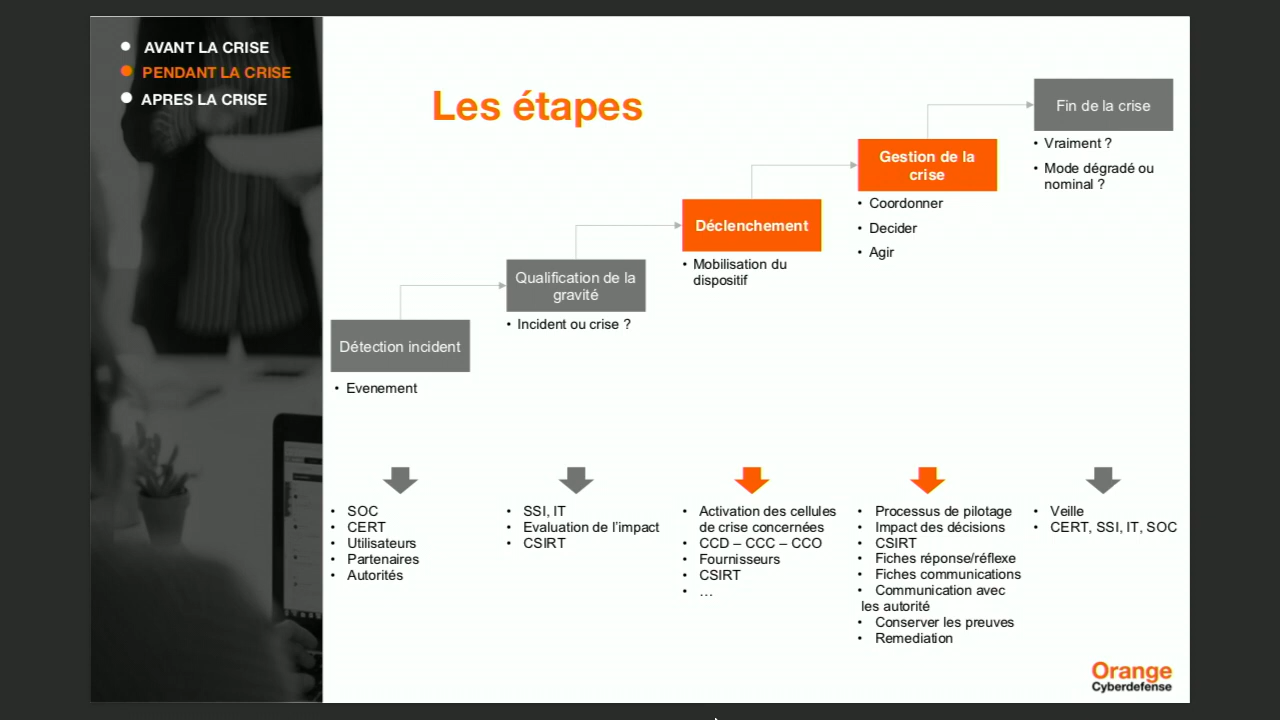 AVANT LA CRISE
PENDANT LA CRISE
APRES LA CRISE
Les étapes
Détection incident
• Evenement
Qualification de la
gravité
• Incident ou crise ?
Déclenchement
• Mobilisation du
dispositif
Gestion de la
crise
• Coordonner
• Decider
• Agir
Fin de la crise
• Vraiment ?
• Mode dégradé ou
nominal ?
• SOC
• CERT
• Utilisateurs
• Partenaires
• Autorités
• SSI, IT
• Evaluation de l'impact
• CSIRT
• Activation des cellules
de crise concernées
• CCD – CCC – CCO
• Fournisseurs
• CSIRT
• …
• Processus de pilotage
• Impact des décisions
• CSIRT
• Fiches réponse/réflexe
• Fiches communications
• Communication avec
les autorité
• Conserver les preuves
• Remediation
• Veille
• CERT, SSI, IT, SOC
Orange
Cyberdefense